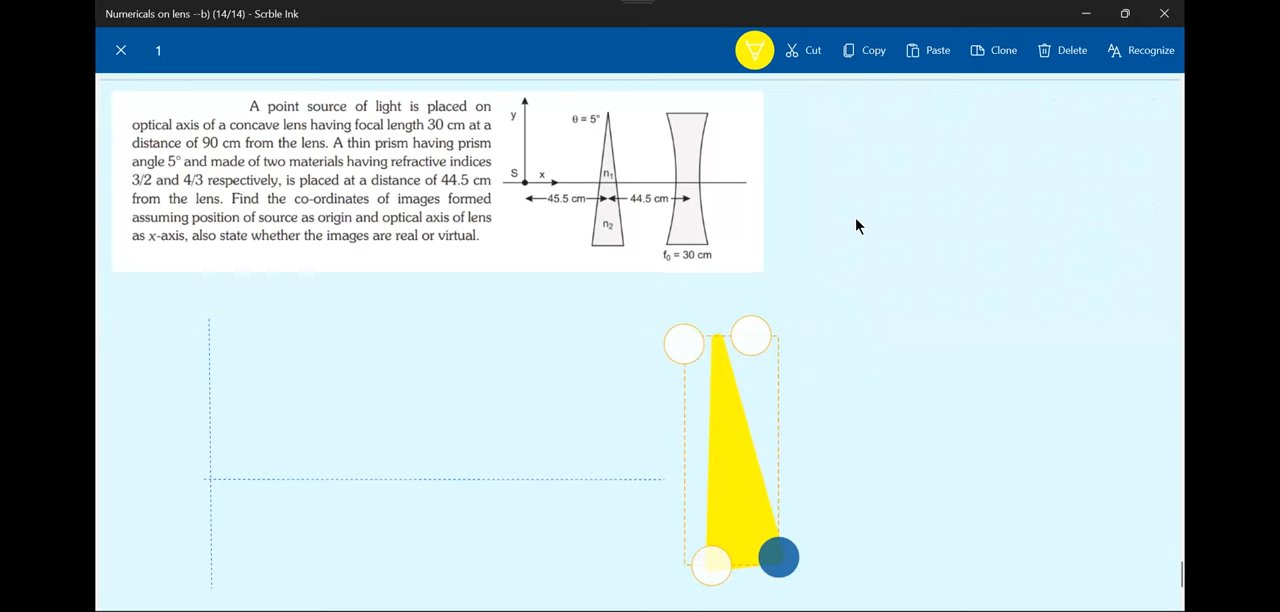 Numericals on lens --b) (14/14) - Scrble Ink
1
Cut
Copy
Paste
Clone
Delete
Recognize
A point source of light is placed on
optical axis of a concave lens having focal length 30 cm at a
distance of 90 cm from the lens. A thin prism having prism
angle 5° and made of two materials having refractive indices
3/2 and 4/3 respectively, is placed at a distance of 44.5 cm
from the lens. Find the co-ordinates of images formed
assuming position of source as origin and optical axis of lens
as x-axis, also state whether the images are real or virtual.
y
θ = 5°
S
x
n₁
45.5 cm
44.5 cm
n₂
f₀ = 30 cm